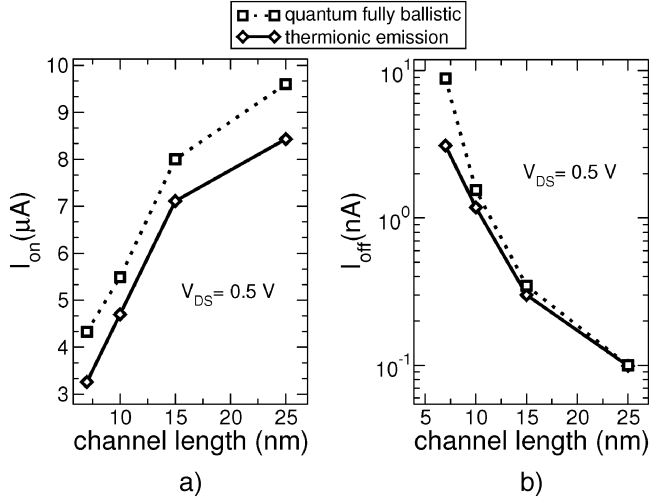 quantum fully ballistic
thermionic emission
I_on(μA)
10
9
8
7
6
5
4
3
V_DS= 0.5 V
10 15 20 25
channel length (nm)
a)
I_off(nA)
10^1
10^0
10^-1
V_DS= 0.5 V
5 10 15 20 25
channel length (nm)
b)